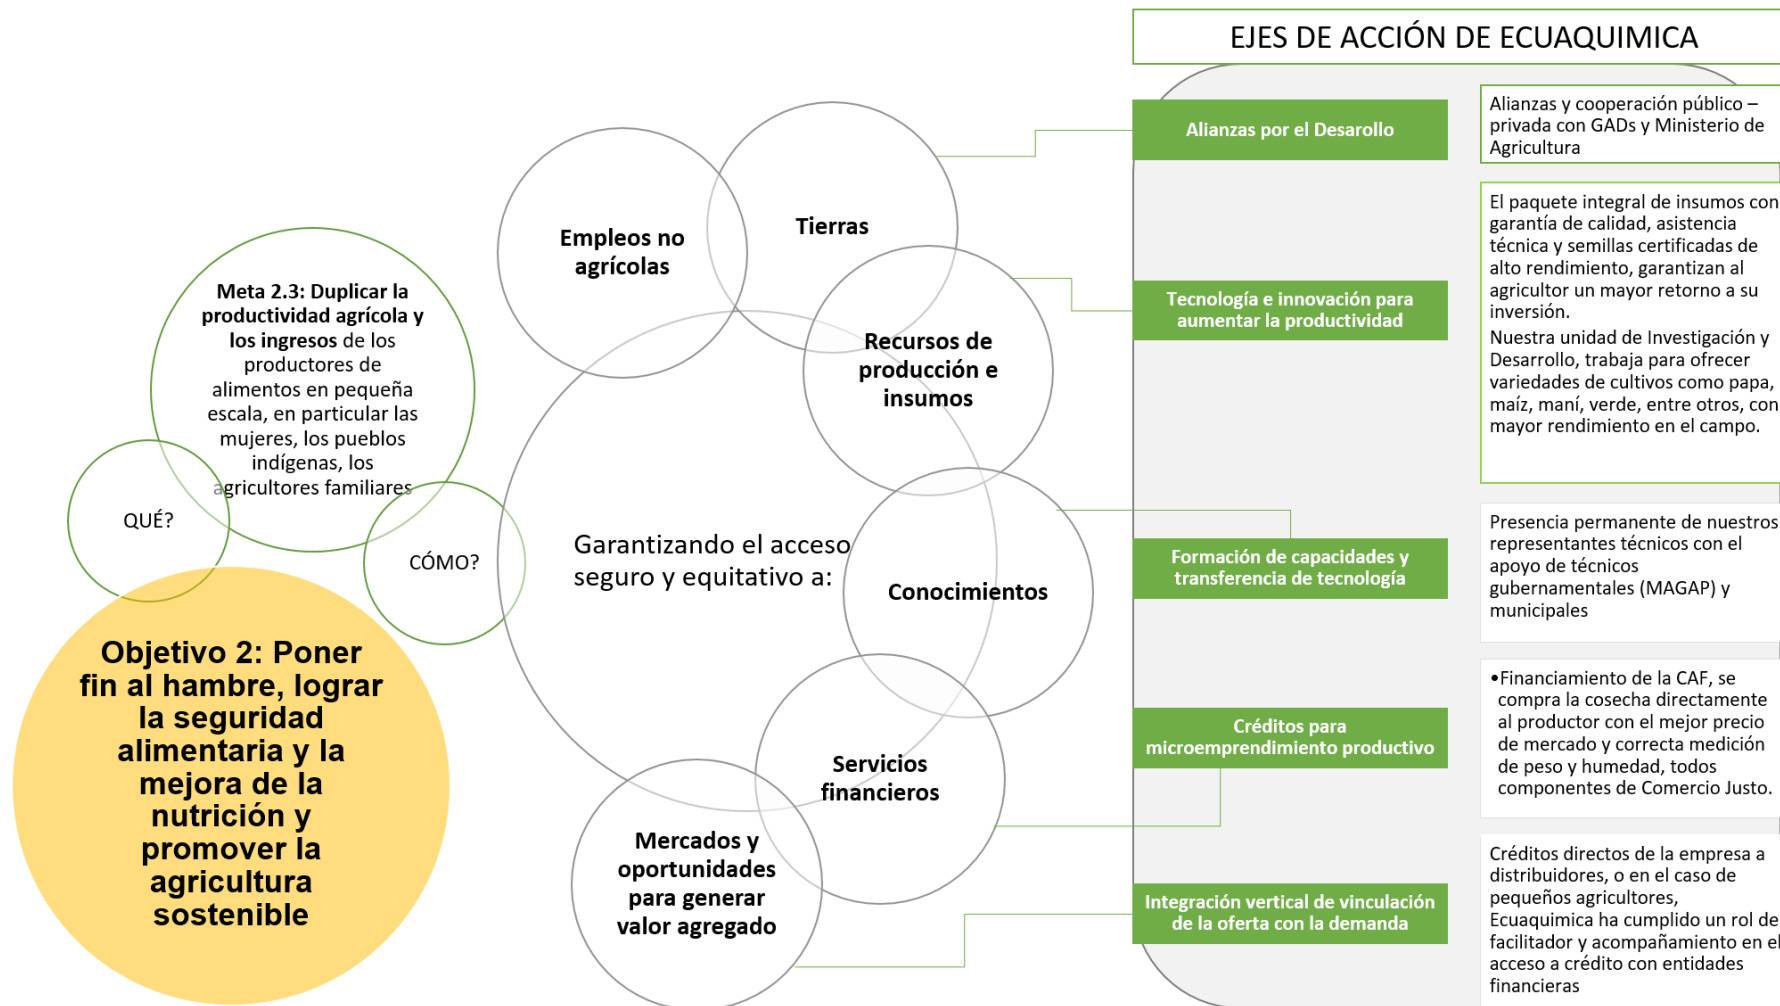 EJES DE ACCIÓN DE ECUAQUIMICA
Meta 2.3: Duplicar la
productividad agrícola y
los ingresos de los
productores de
alimentos en pequeña
escala, en particular las
mujeres, los pueblos
indígenas, los
agricultores familiares
QUÉ?
CÓMO?
Objetivo 2: Poner
fin al hambre, lograr
la seguridad
alimentaria y la
mejora de la
nutrición y
promover la
agricultura
sostenible
Garantizando el acceso
seguro y equitativo a:
Empleos no
agrícolas
Tierras
Recursos de
producción e
insumos
Conocimientos
Servicios
financieros
Mercados y
oportunidades
para generar
valor agregado
Alianzas por el Desarollo
Alianzas y cooperación público –
privada con GADs y Ministerio de
Agricultura
Tecnología e innovación para
aumentar la productividad
El paquete integral de insumos con
garantía de calidad, asistencia
técnica y semillas certificadas de
alto rendimiento, garantizan al
agricultor un mayor retorno a su
inversión.
Nuestra unidad de Investigación y
Desarrollo, trabaja para ofrecer
variedades de cultivos como papa,
maíz, maní, verde, entre otros, con
mayor rendimiento en el campo.
Formación de capacidades y
transferencia de tecnología
Presencia permanente de nuestros
representantes técnicos con el
apoyo de técnicos
gubernamentales (MAGAP) y
municipales
Créditos para
microemprendimiento productivo
•Financiamiento de la CAF, se
compra la cosecha directamente
al productor con el mejor precio
de mercado y correcta medición
de peso y humedad, todos
componentes de Comercio Justo.
Integración vertical de vinculación
de la oferta con la demanda
Créditos directos de la empresa a
distribuidores, o en el caso de
pequeños agricultores,
Ecuaquimica ha cumplido un rol de
facilitador y acompañamiento en el
acceso a crédito con entidades
financieras